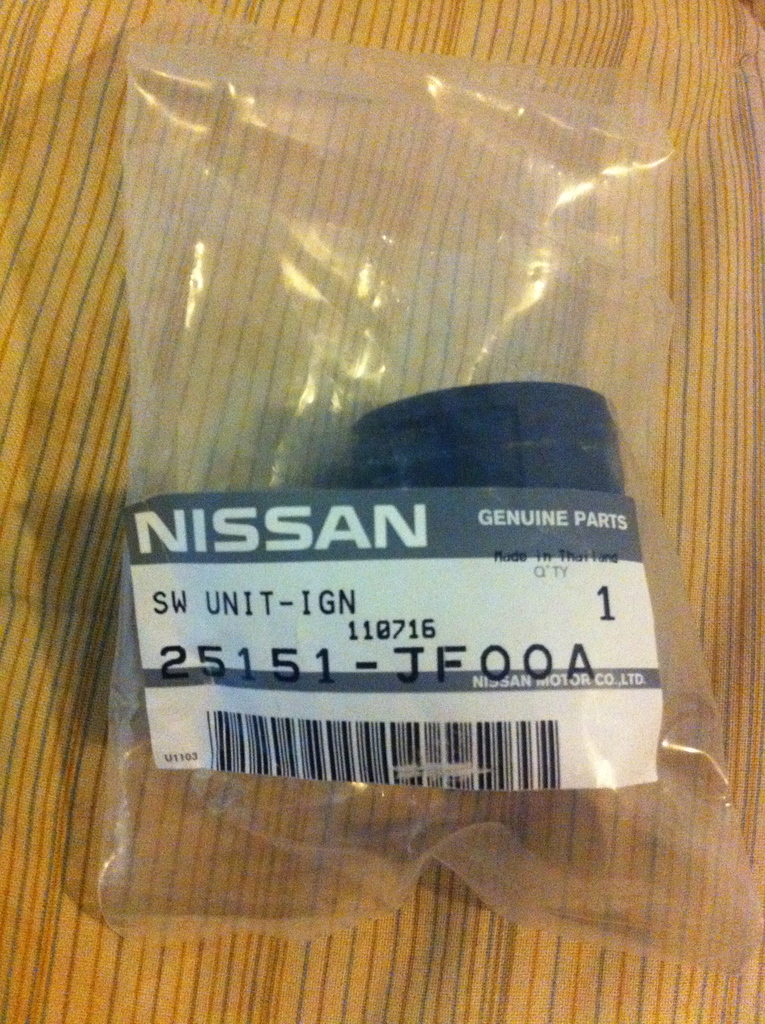 NISSAN GENUINE PARTS
Made in Thailand
Q'TY
SW UNIT-IGN 1
110716
25151-JF00A
NISSAN MOTOR CO.,LTD.
U1103